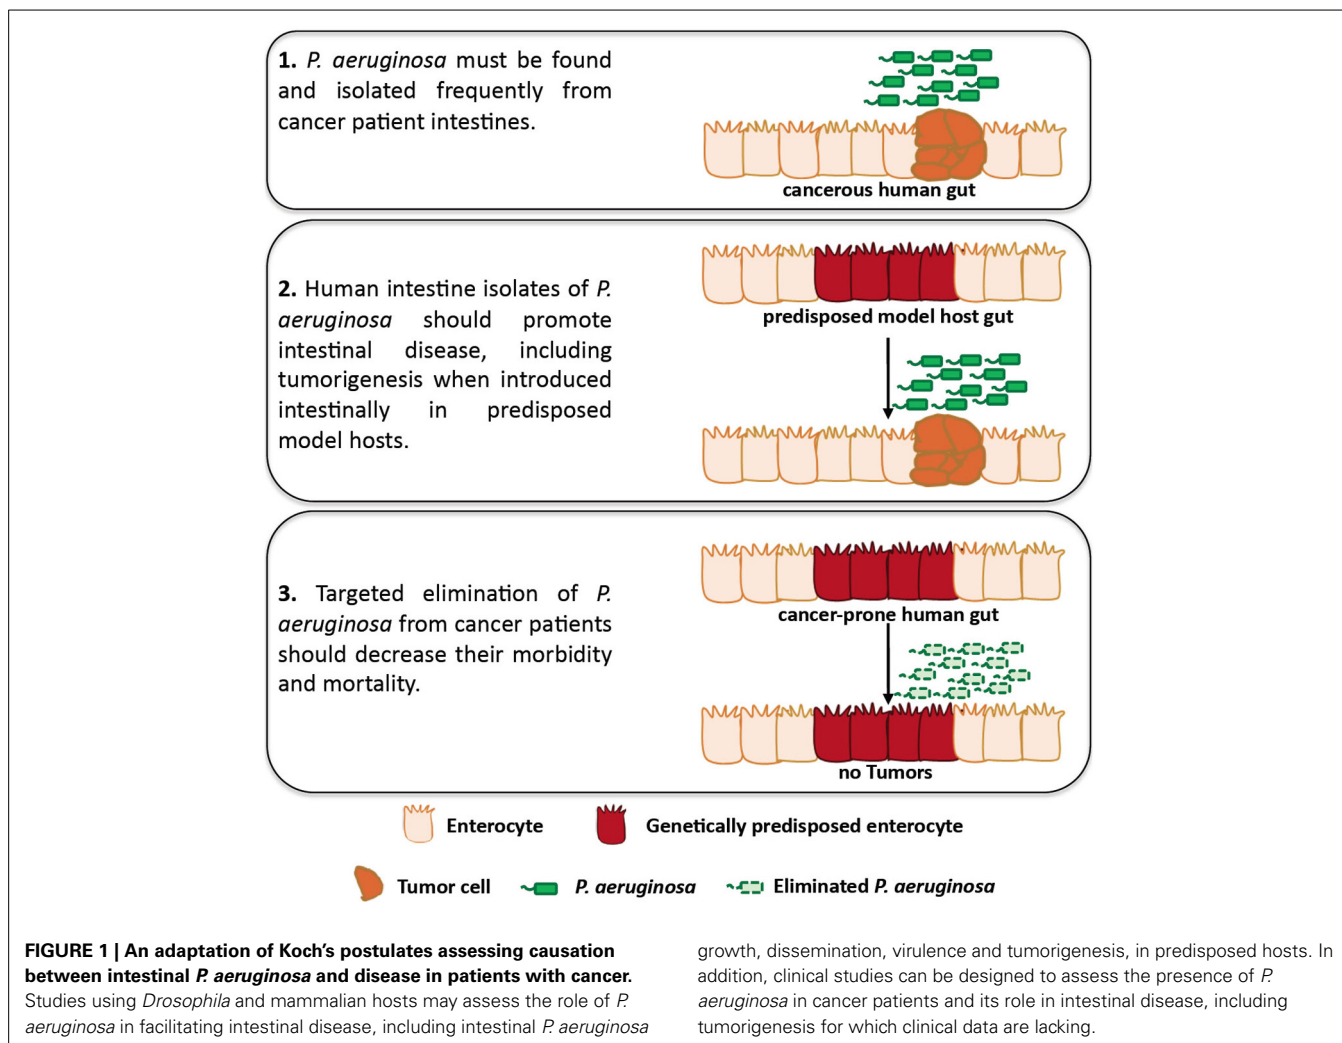 1. P. aeruginosa must be found
and isolated frequently from
cancer patient intestines.
cancerous human gut
2. Human intestine isolates of P.
aeruginosa should promote
intestinal disease, including
tumorigenesis when introduced
intestinally in predisposed
model hosts.
predisposed model host gut
3. Targeted elimination of P.
aeruginosa from cancer patients
should decrease their morbidity
and mortality.
cancer-prone human gut
no Tumors
Enterocyte
Genetically predisposed enterocyte
Tumor cell
P. aeruginosa
Eliminated P. aeruginosa
FIGURE 1 | An adaptation of Koch's postulates assessing causation
between intestinal P. aeruginosa and disease in patients with cancer.
Studies using Drosophila and mammalian hosts may assess the role of P.
aeruginosa in facilitating intestinal disease, including intestinal P. aeruginosa
growth, dissemination, virulence and tumorigenesis, in predisposed hosts. In
addition, clinical studies can be designed to assess the presence of P.
aeruginosa in cancer patients and its role in intestinal disease, including
tumorigenesis for which clinical data are lacking.